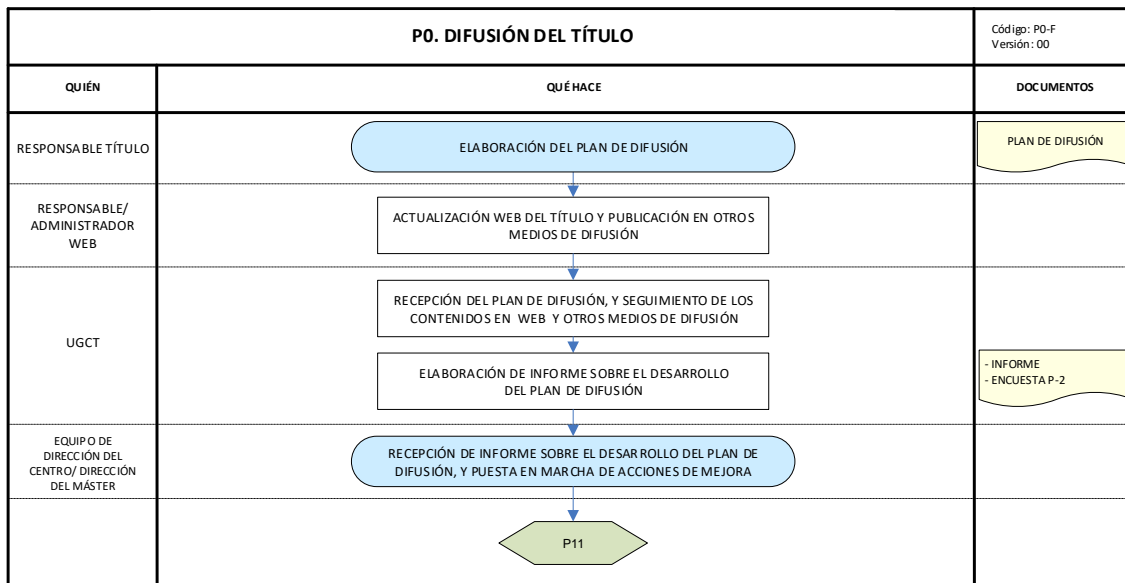 P0. DIFUSIÓN DEL TÍTULO
Código: P0-F
Versión: 00
QUIÉN
QUÉ HACE
DOCUMENTOS
RESPONSABLE TÍTULO
ELABORACIÓN DEL PLAN DE DIFUSIÓN
PLAN DE DIFUSIÓN
RESPONSABLE/
ADMINISTRADOR
WEB
ACTUALIZACIÓN WEB DEL TÍTULO Y PUBLICACIÓN EN OTROS
MEDIOS DE DIFUSIÓN
UGCT
RECEPCIÓN DEL PLAN DE DIFUSIÓN, Y SEGUIMIENTO DE LOS
CONTENIDOS EN WEB Y OTROS MEDIOS DE DIFUSIÓN
ELABORACIÓN DE INFORME SOBRE EL DESARROLLO
DEL PLAN DE DIFUSIÓN
- INFORME
- ENCUESTA P-2
EQUIPO DE
DIRECCIÓN DEL
CENTRO/ DIRECCIÓN
DEL MÁSTER
RECEPCIÓN DE INFORME SOBRE EL DESARROLLO DEL PLAN DE
DIFUSIÓN, Y PUESTA EN MARCHA DE ACCIONES DE MEJORA
P11